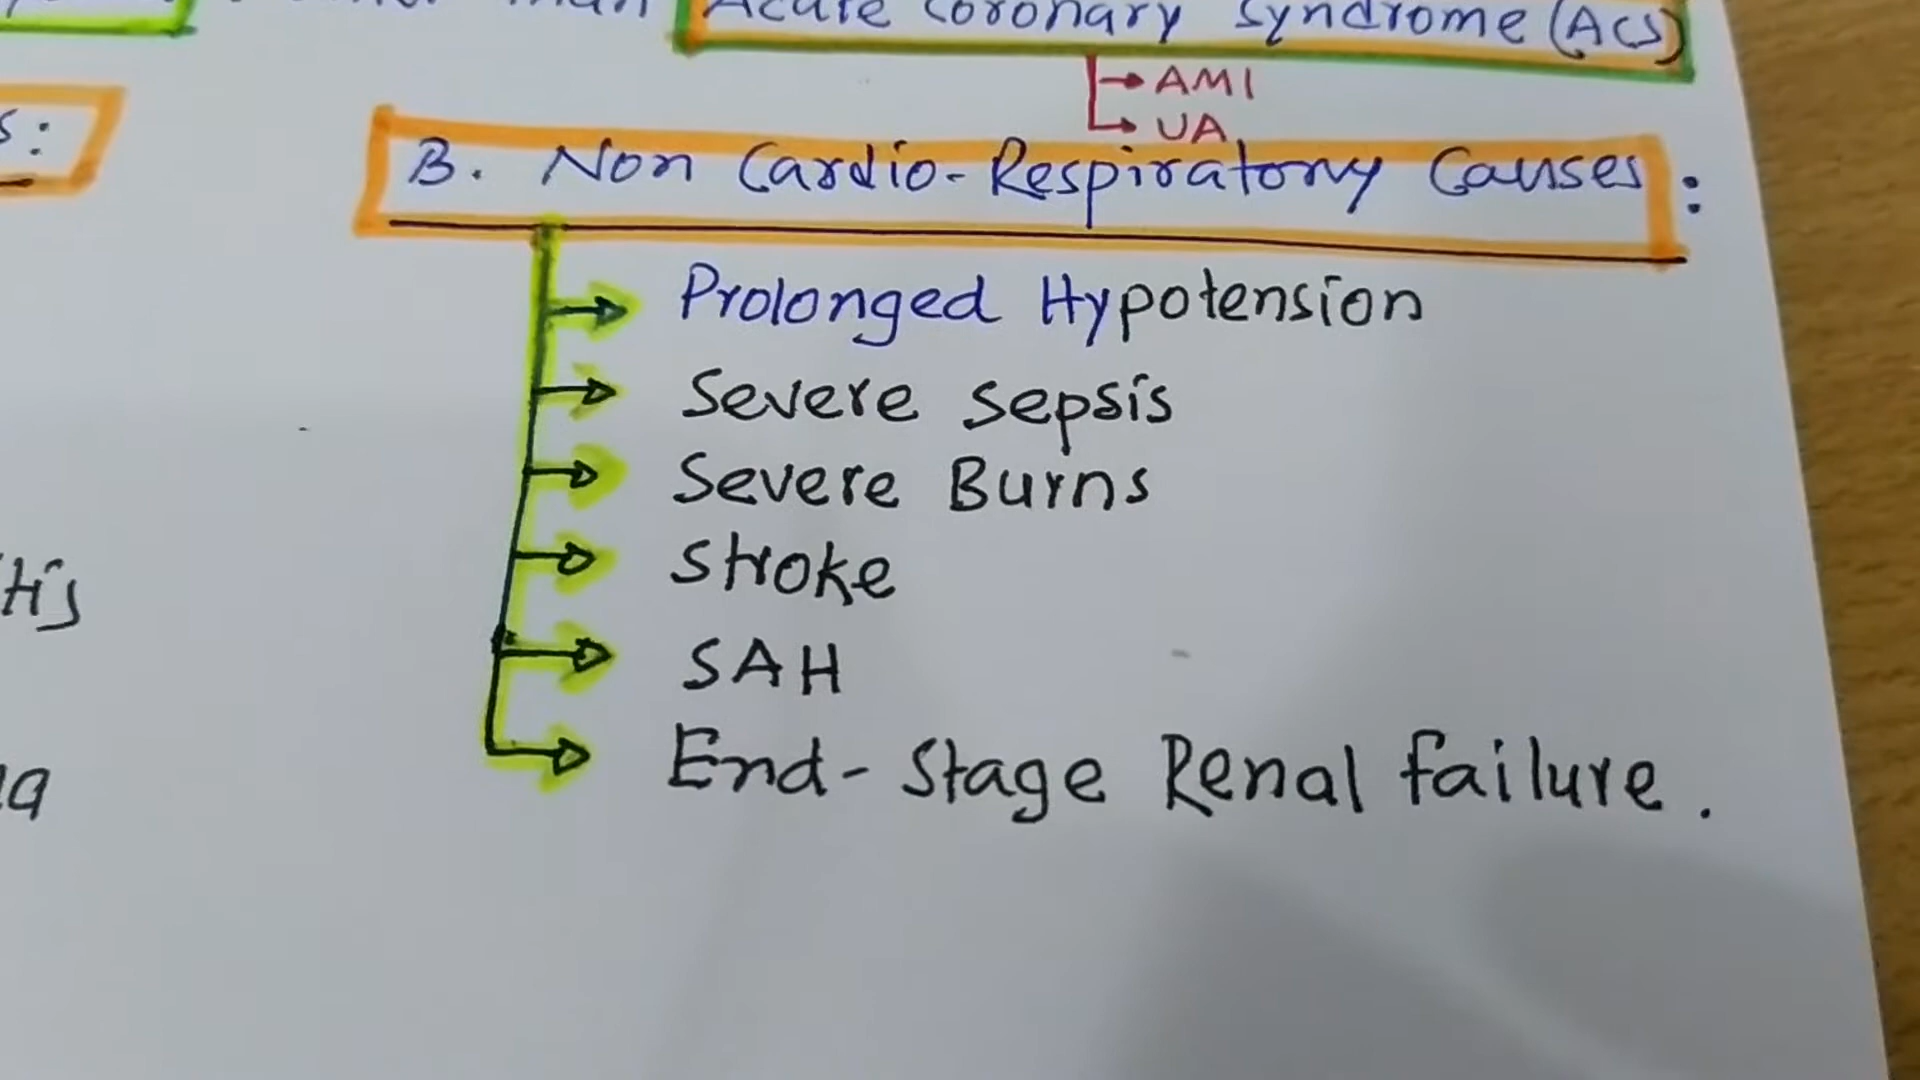 than Acute Coronary Syndrome (ACS)
→ AMI
→ UA
B. Non Cardio-Respiratory Causes :
Prolonged Hypotension
Severe sepsis
Severe Burns
Stroke
SAH
End-Stage Renal failure.